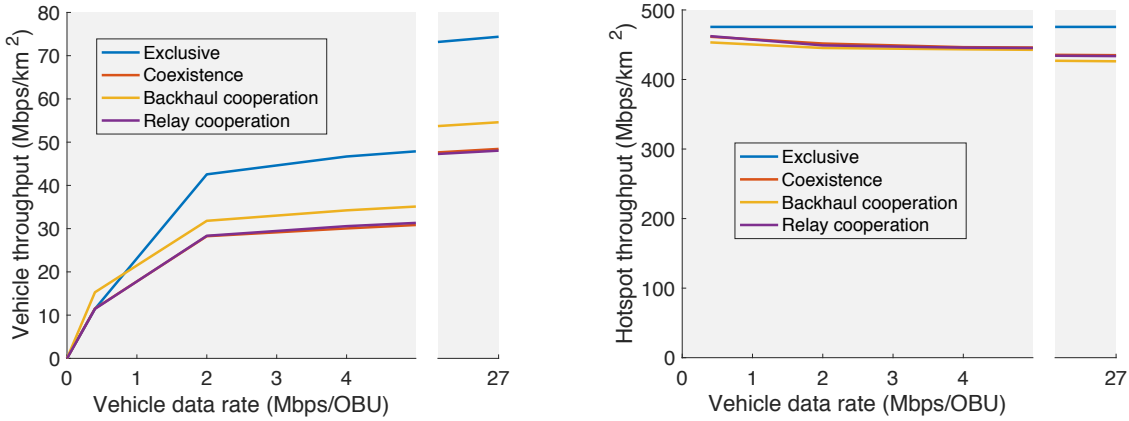 80
70
60
50
40
30
20
10
0
Vehicle throughput (Mbps/km 2)
Exclusive
Coexistence
Backhaul cooperation
Relay cooperation
0 1 2 3 4 27
Vehicle data rate (Mbps/OBU)
500
400
300
200
100
0
Hotspot throughput (Mbps/km 2)
Exclusive
Coexistence
Backhaul cooperation
Relay cooperation
0 1 2 3 4 27
Vehicle data rate (Mbps/OBU)